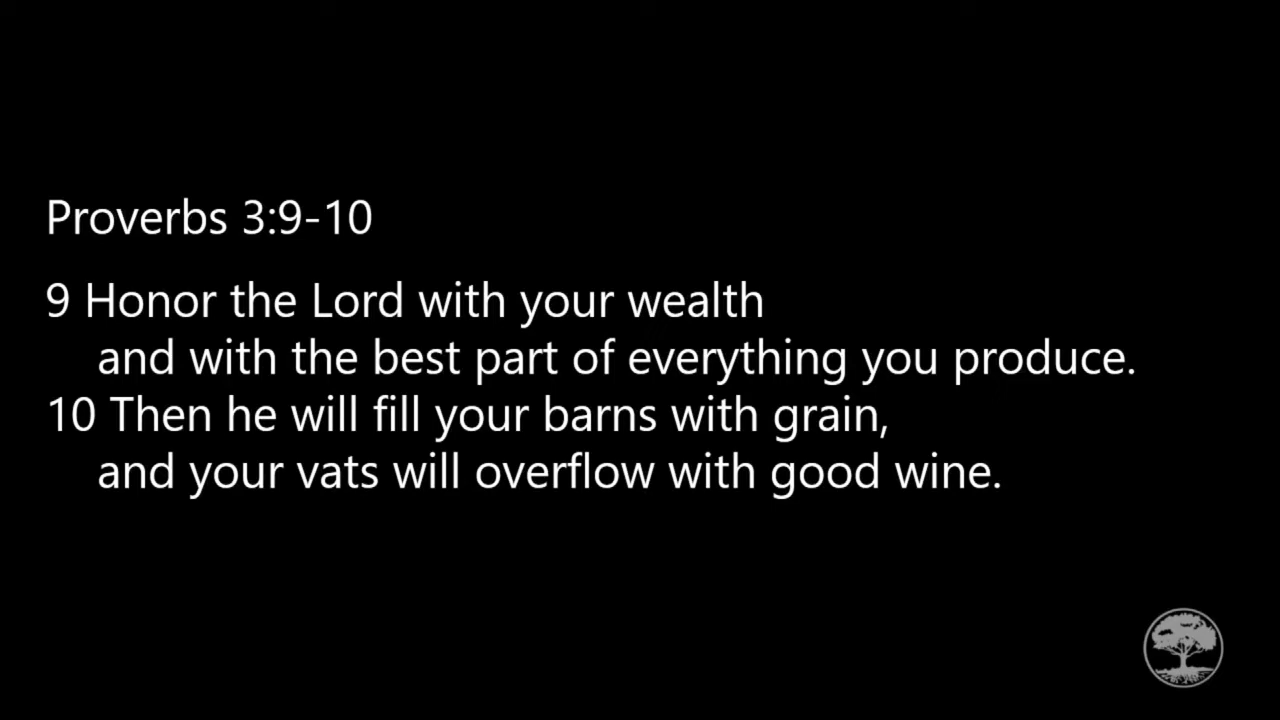 Proverbs 3:9-10
9 Honor the Lord with your wealth
and with the best part of everything you produce.
10 Then he will fill your barns with grain,
and your vats will overflow with good wine.